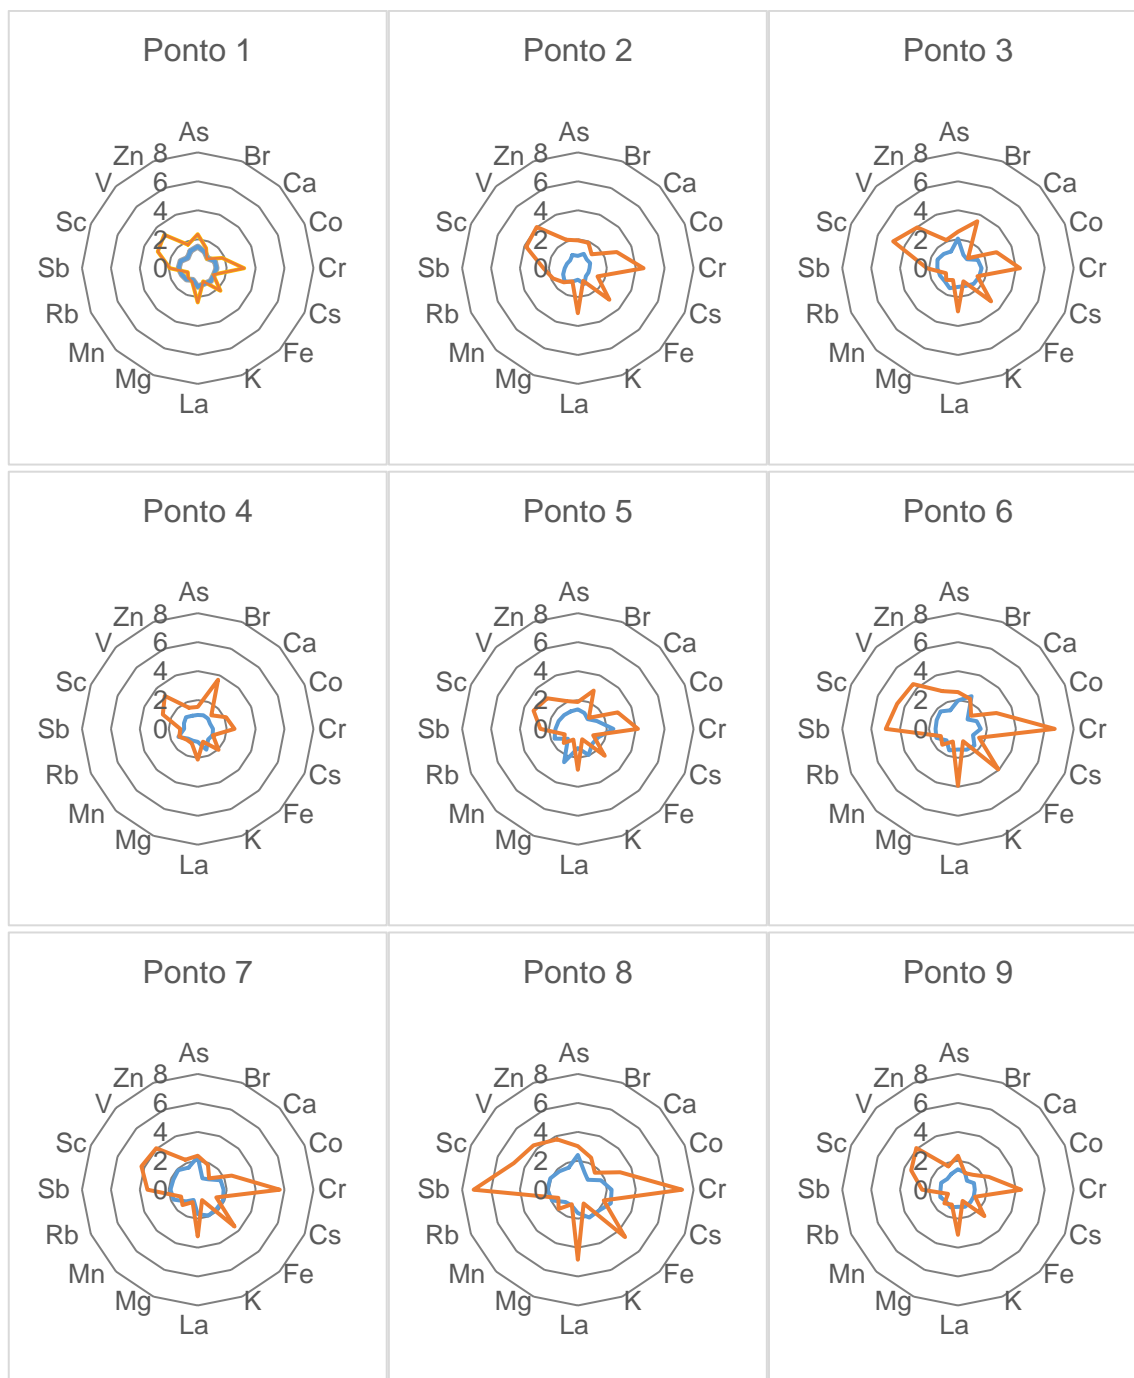 Ponto 1
As
Zn 8 Br
V 6 Ca
Sc 4 Co
2
Sb 0 Cr
Rb Cs
Mn Fe
Mg K
La
Ponto 2
As
Zn 8 Br
V 6 Ca
Sc 4 Co
2
Sb 0 Cr
Rb Cs
Mn Fe
Mg K
La
Ponto 3
As
Zn 8 Br
V 6 Ca
Sc 4 Co
2
Sb 0 Cr
Rb Cs
Mn Fe
Mg K
La
Ponto 4
As
Zn 8 Br
V 6 Ca
Sc 4 Co
2
Sb 0 Cr
Rb Cs
Mn Fe
Mg K
La
Ponto 5
As
Zn 8 Br
V 6 Ca
Sc 4 Co
2
Sb 0 Cr
Rb Cs
Mn Fe
Mg K
La
Ponto 6
As
Zn 8 Br
V 6 Ca
Sc 4 Co
2
Sb 0 Cr
Rb Cs
Mn Fe
Mg K
La
Ponto 7
As
Zn 8 Br
V 6 Ca
Sc 4 Co
2
Sb 0 Cr
Rb Cs
Mn Fe
Mg K
La
Ponto 8
As
Zn 8 Br
V 6 Ca
Sc 4 Co
2
Sb 0 Cr
Rb Cs
Mn Fe
Mg K
La
Ponto 9
As
Zn 8 Br
V 6 Ca
Sc 4 Co
2
Sb 0 Cr
Rb Cs
Mn Fe
Mg K
La